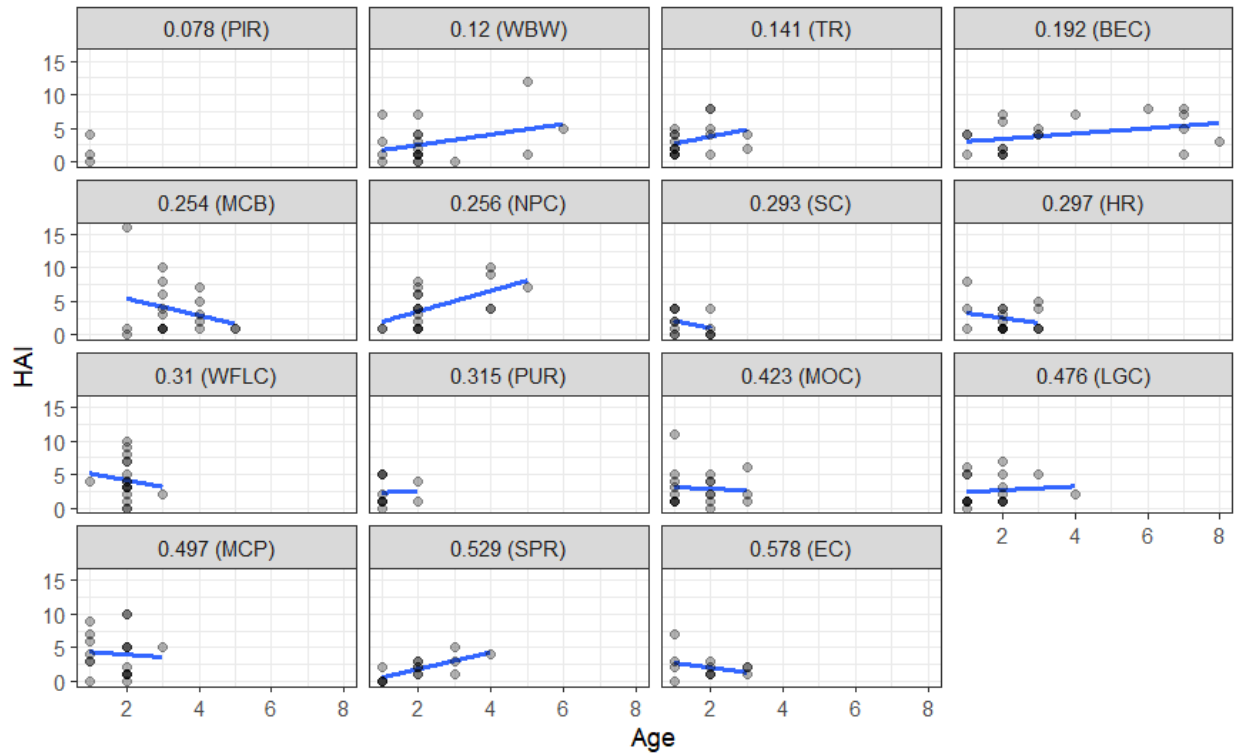 0.078 (PIR) 0.12 (WBW) 0.141 (TR) 0.192 (BEC)
15
10
5
0
0.254 (MCB) 0.256 (NPC) 0.293 (SC) 0.297 (HR)
15
10
5
0
HAI
0.31 (WFLC) 0.315 (PUR) 0.423 (MOC) 0.476 (LGC)
15
10
5
0
2 4 6 8
0.497 (MCP) 0.529 (SPR) 0.578 (EC)
15
10
5
0
2 4 6 8 2 4 6 8 2 4 6 8
Age